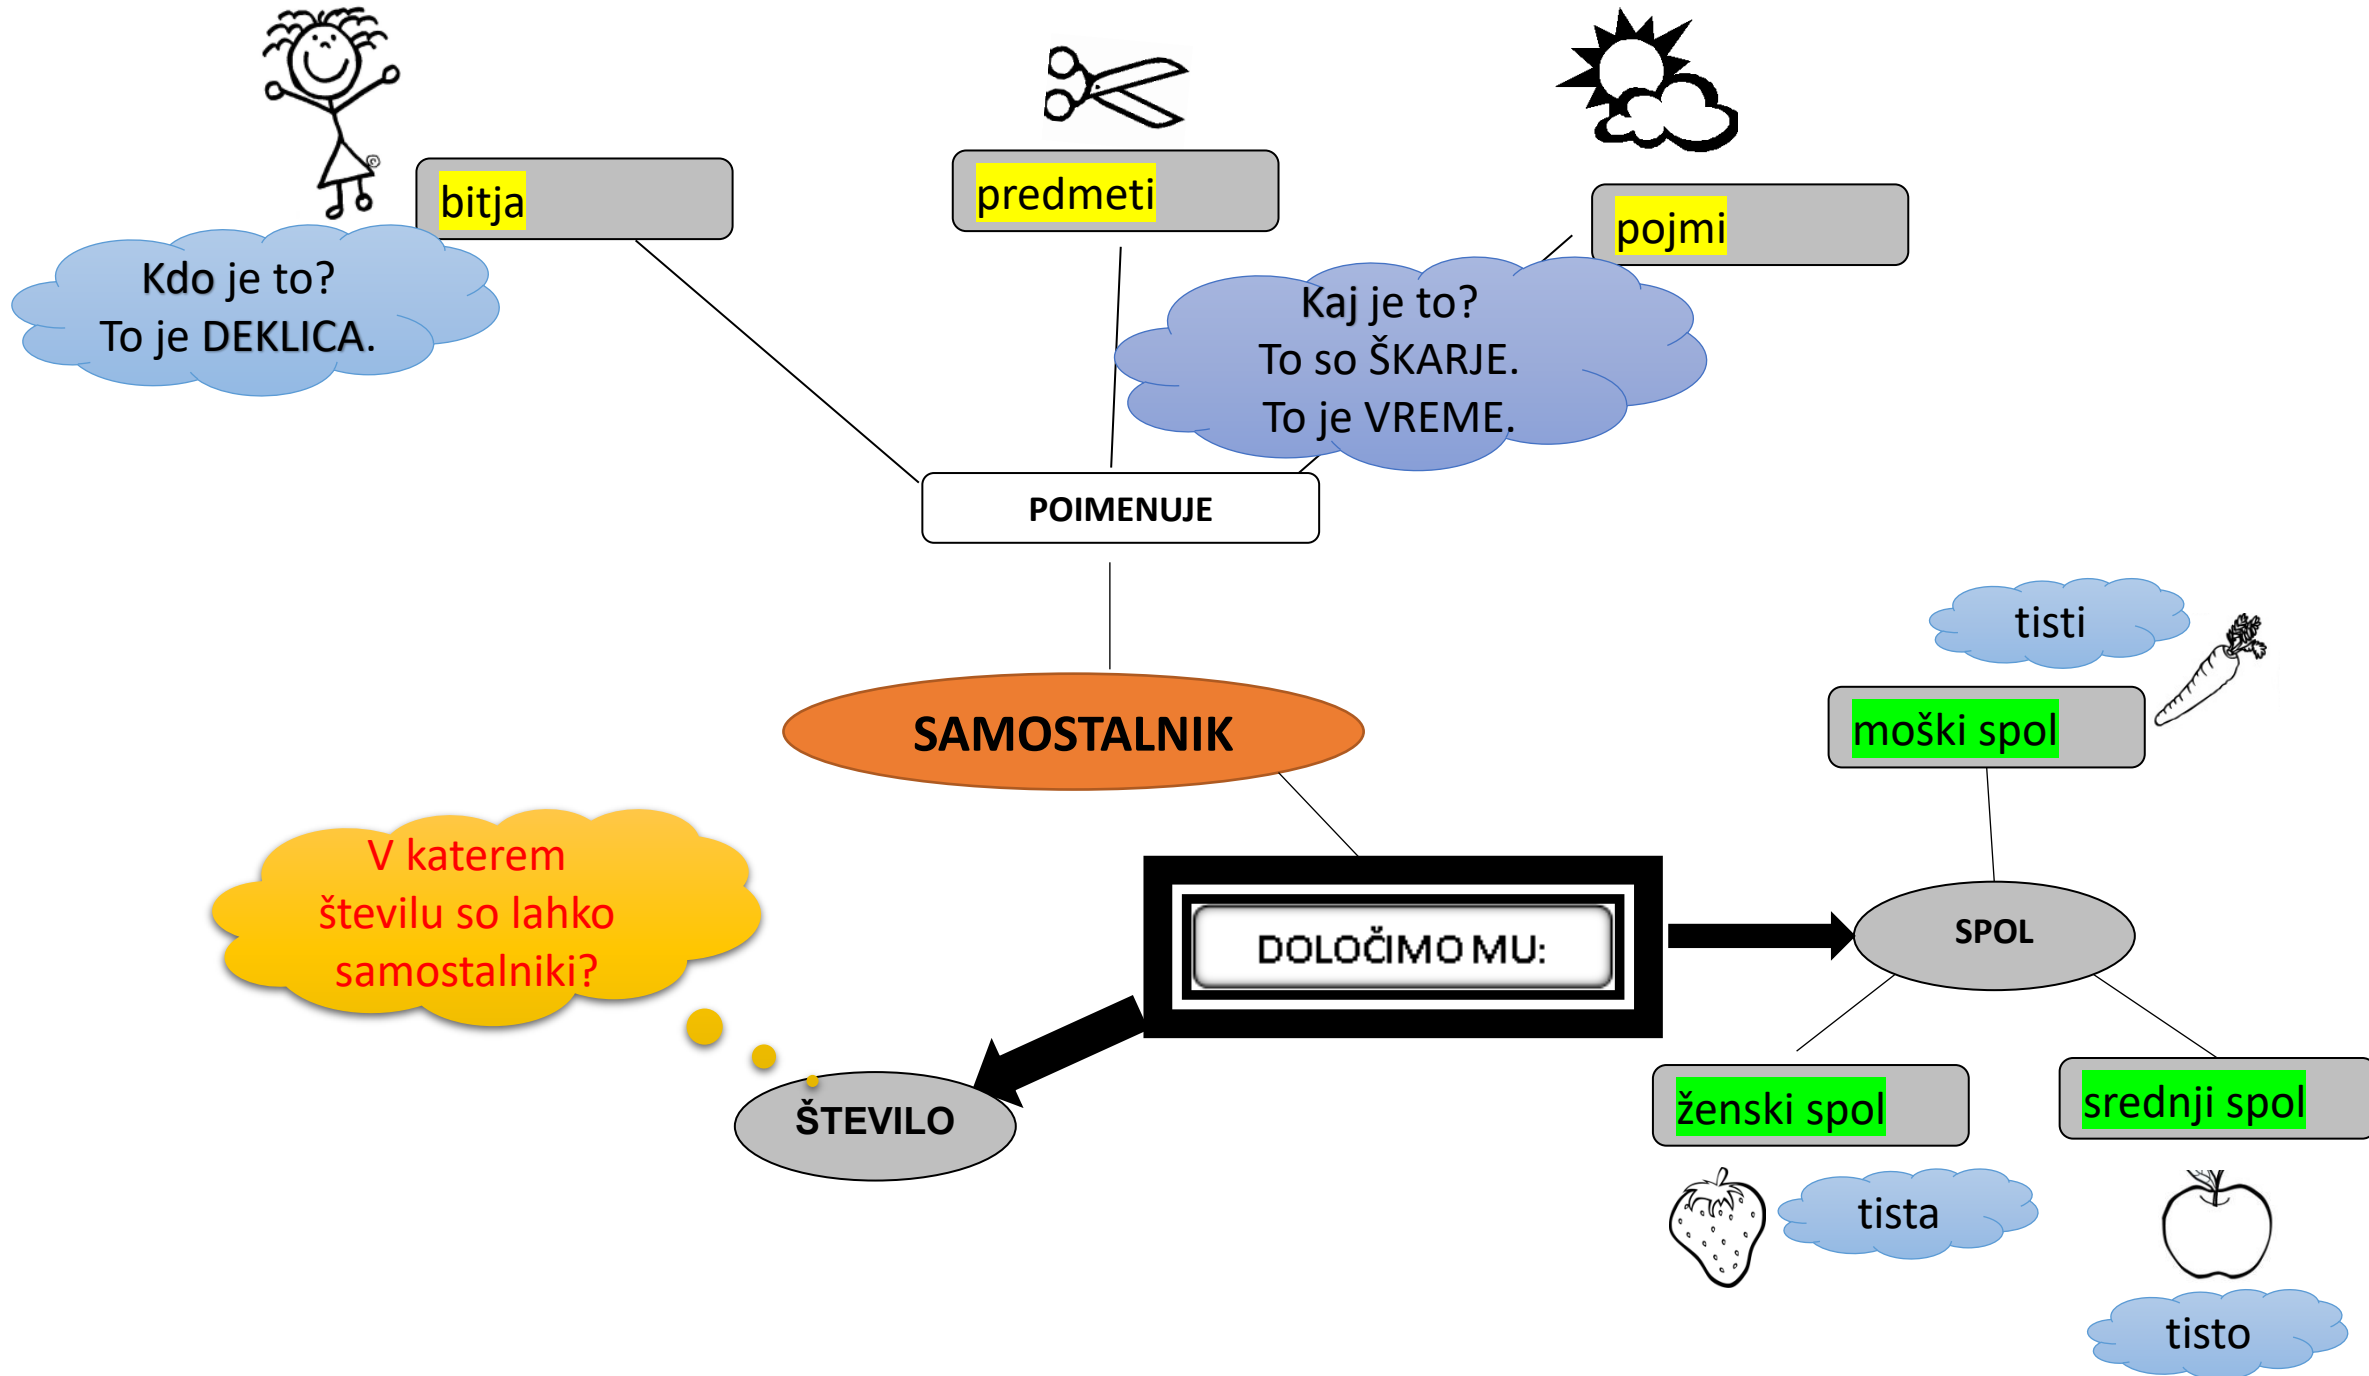 bitja
predmeti
pojmi
Kdo je to?
To je DEKLICA.
Kaj je to?
To so ŠKARJE.
To je VREME.
POIMENUJE
tisti
moški spol
SAMOSTALNIK
V katerem
številu so lahko
samostalniki?
DOLOČIMO MU:
SPOL
ŠTEVILO
ženski spol
srednji spol
tista
tisto